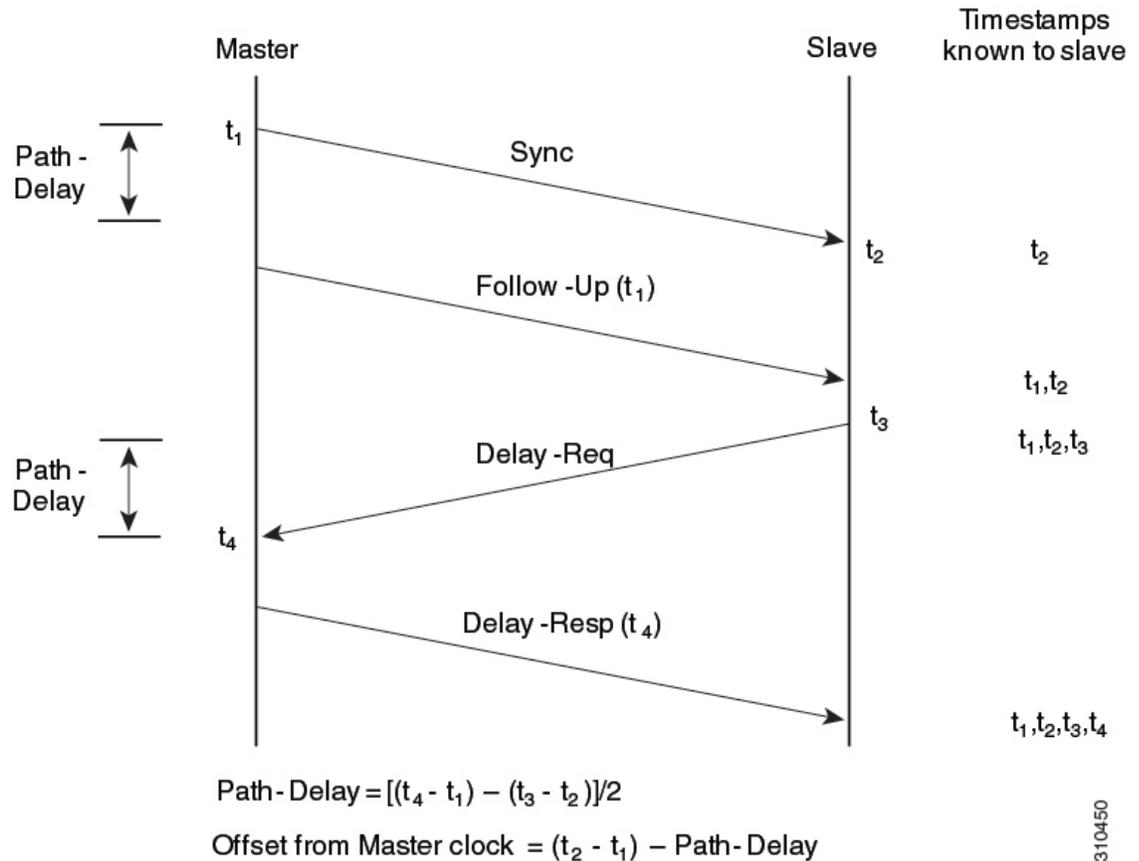 Timestamps
known to slave
Master
Slave
t₁
Path -
Delay
Sync
t₂
t₂
Follow -Up (t₁)
t₁,t₂
t₃
t₁,t₂,t₃
Delay -Req
Path -
Delay
t₄
Delay -Resp (t₄)
t₁,t₂,t₃,t₄
Path- Delay = [(t₄ - t₁) – (t₃ - t₂)]/2
Offset from Master clock = (t₂ - t₁) – Path- Delay
310450